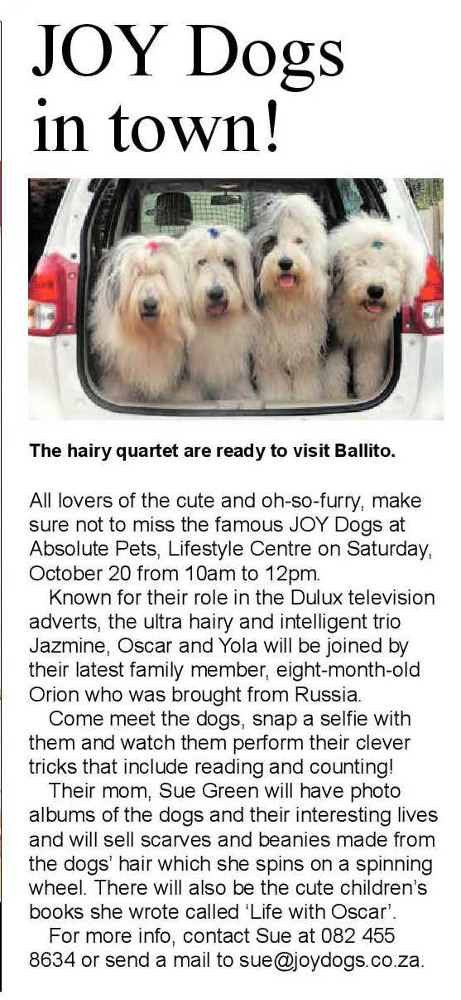 JOY Dogs
in town!
The hairy quartet are ready to visit Ballito.
All lovers of the cute and oh-so-furry, make
sure not to miss the famous JOY Dogs at
Absolute Pets, Lifestyle Centre on Saturday,
October 20 from 10am to 12pm.
Known for their role in the Dulux television
adverts, the ultra hairy and intelligent trio
Jazmine, Oscar and Yola will be joined by
their latest family member, eight-month-old
Orion who was brought from Russia.
Come meet the dogs, snap a selfie with
them and watch them perform their clever
tricks that include reading and counting!
Their mom, Sue Green will have photo
albums of the dogs and their interesting lives
and will sell scarves and beanies made from
the dogs' hair which she spins on a spinning
wheel. There will also be the cute children's
books she wrote called 'Life with Oscar'.
For more info, contact Sue at 082 455
8634 or send a mail to sue@joydogs.co.za.